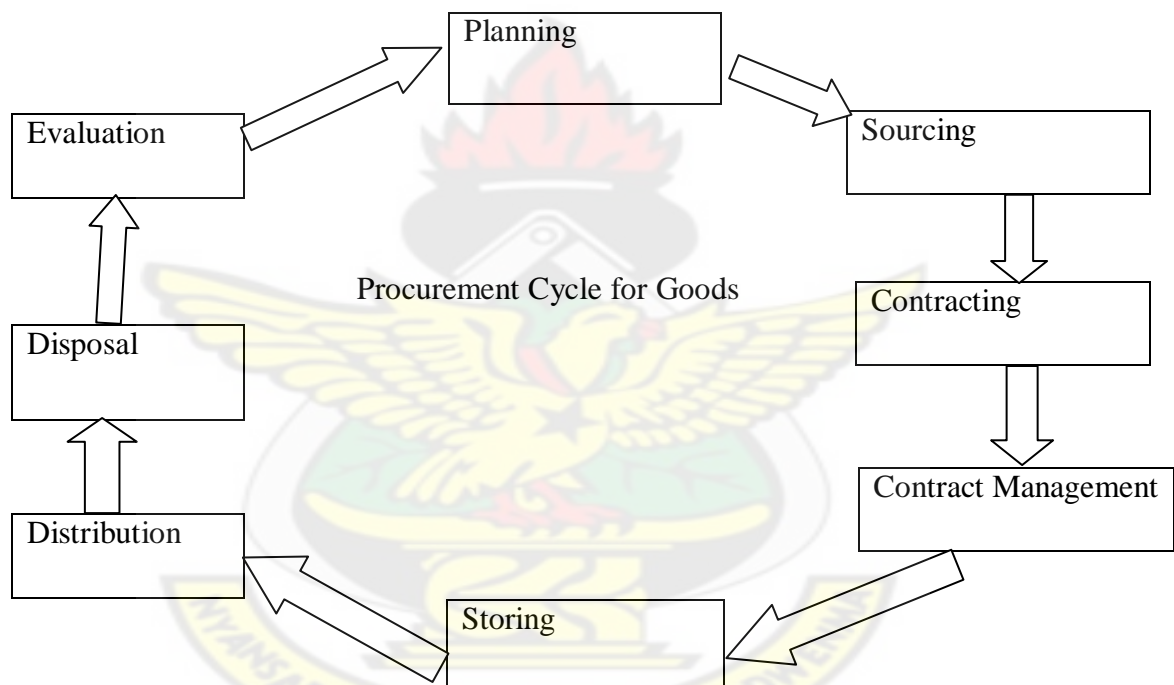 Planning
Sourcing
Contracting
Contract Management
Storing
Distribution
Disposal
Evaluation
Procurement Cycle for Goods